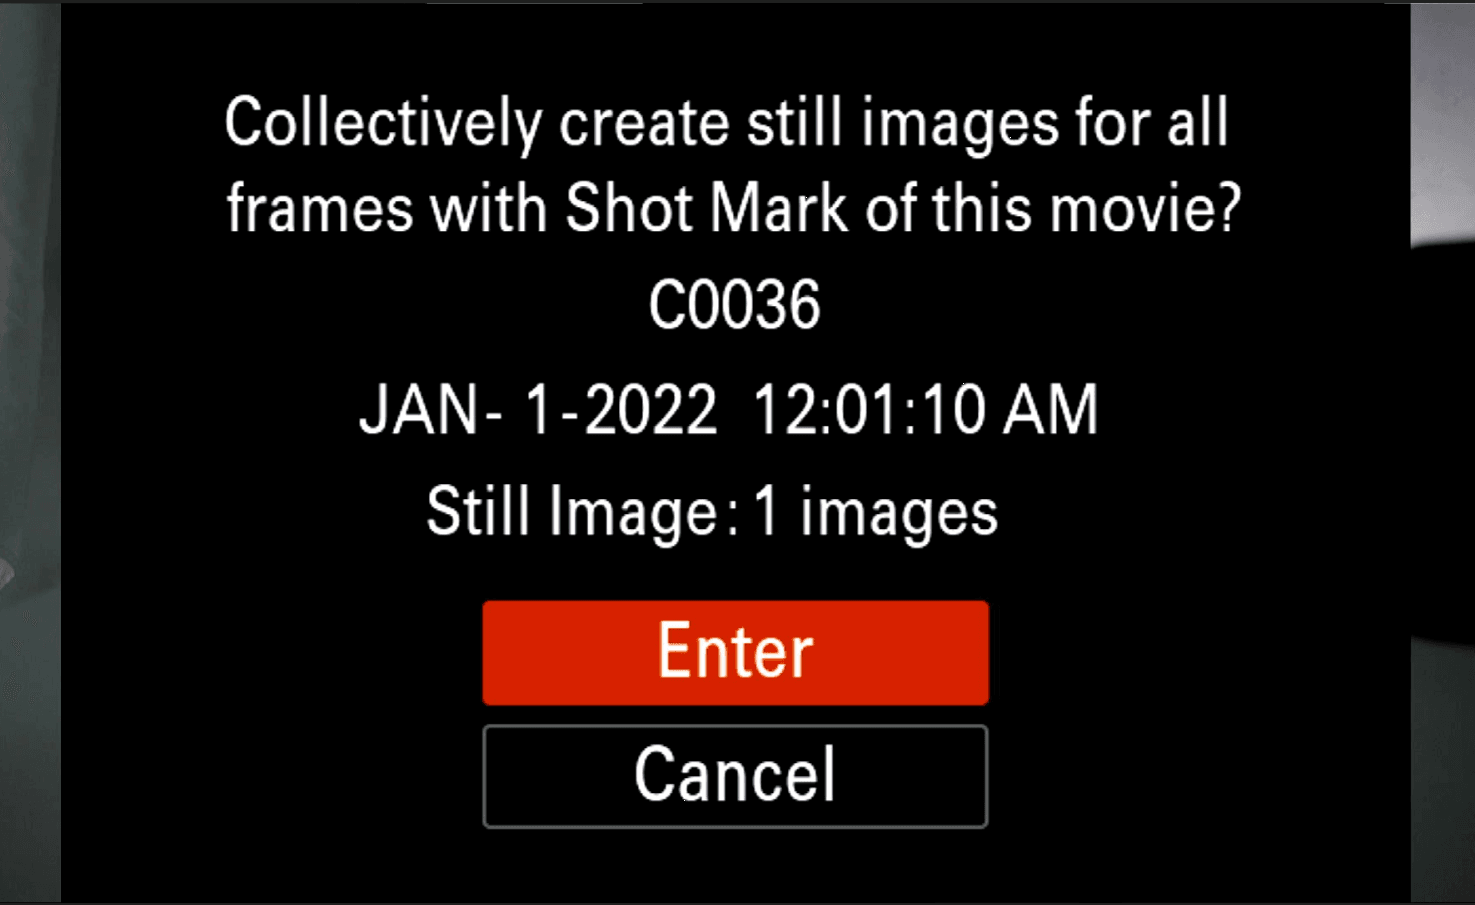 Collectively create still images for all
frames with Shot Mark of this movie?
C0036
JAN- 1-2022 12:01:10 AM
Still Image: 1 images
Enter
Cancel